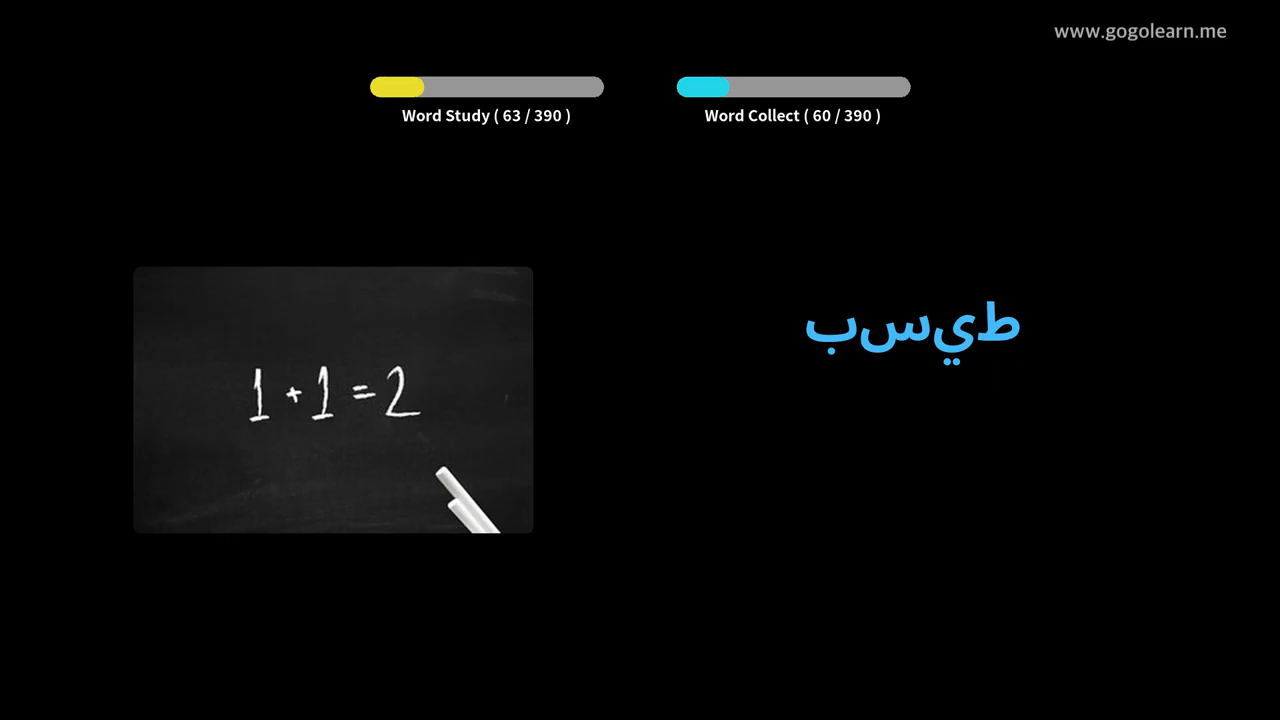 www.gogolearn.me
Word Study ( 63 / 390 )
Word Collect ( 60 / 390 )
بسيط
1 + 1 = 2